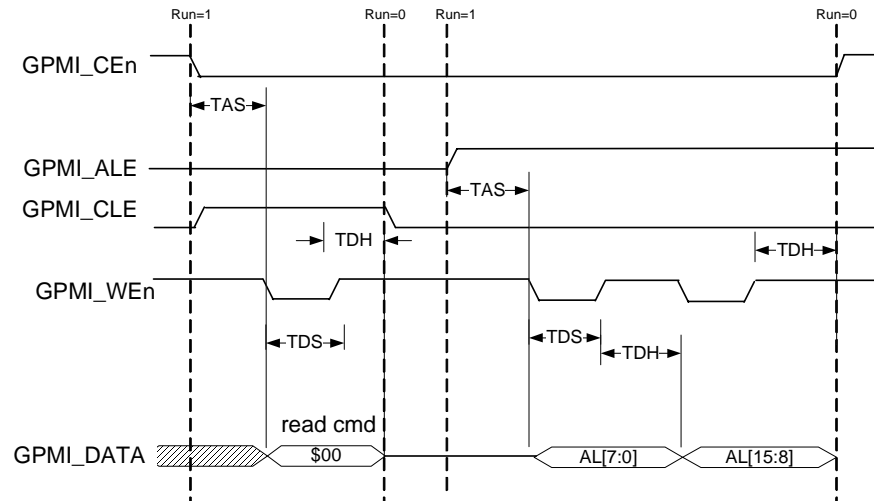 Run=1 Run=0 Run=1 Run=0
GPMI_CEn
TAS
GPMI_ALE
TAS
GPMI_CLE
TDH
TDH
GPMI_WEn
TDS
TDS
TDH
read cmd
GPMI_DATA $00 AL[7:0] AL[15:8]